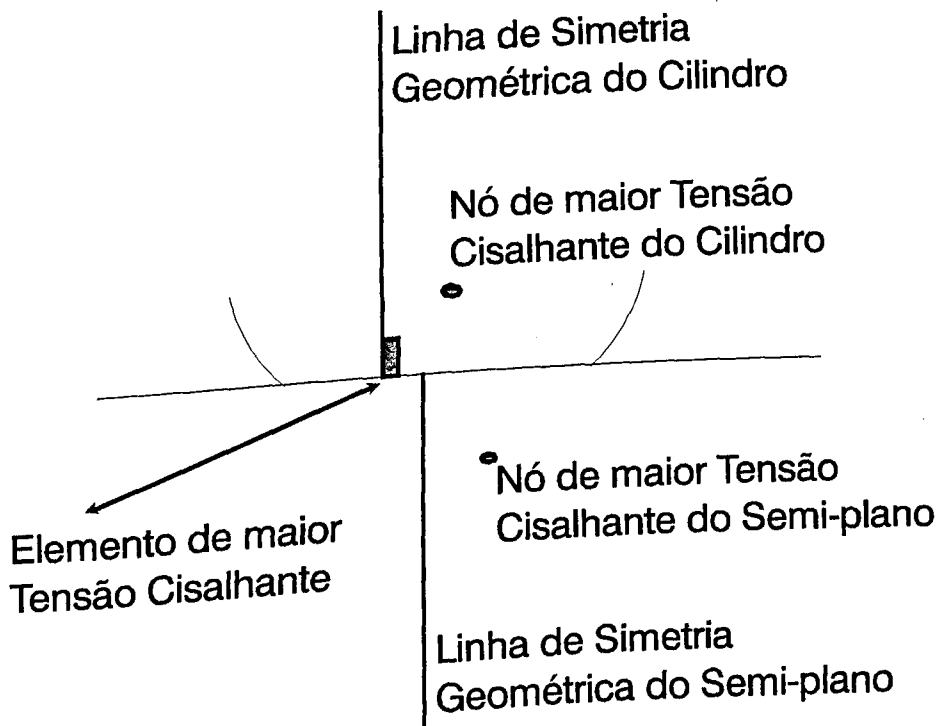 Linha de Simetria
Geométrica do Cilindro
Nó de maior Tensão
Cisalhante do Cilindro
Nó de maior Tensão
Cisalhante do Semi-plano
Elemento de maior
Tensão Cisalhante
Linha de Simetria
Geométrica do Semi-plano